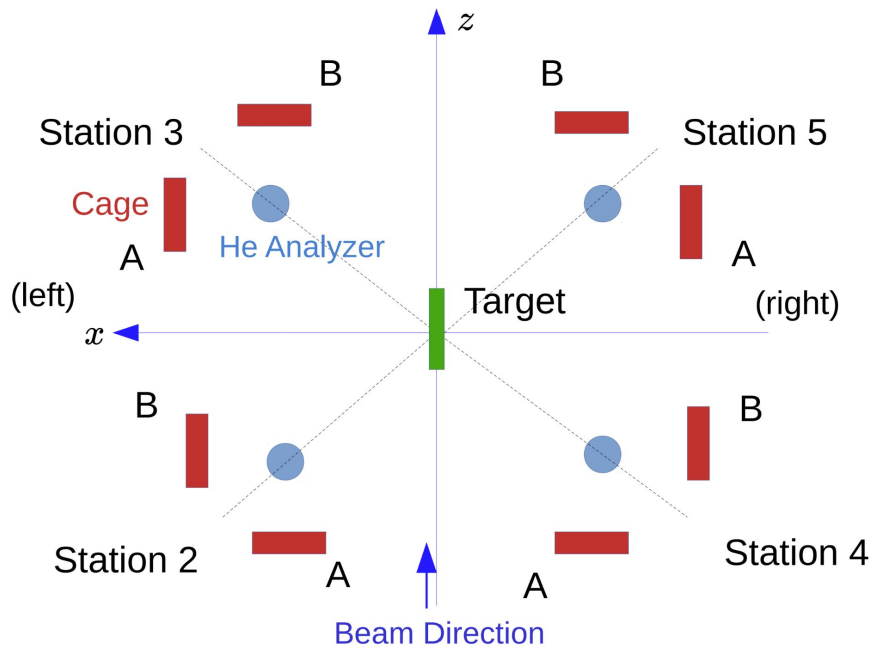 z
B
B
Station 3
Station 5
Cage
He Analyzer
A
A
(left)
Target
(right)
x
B
B
Station 2
Station 4
A
A
Beam Direction